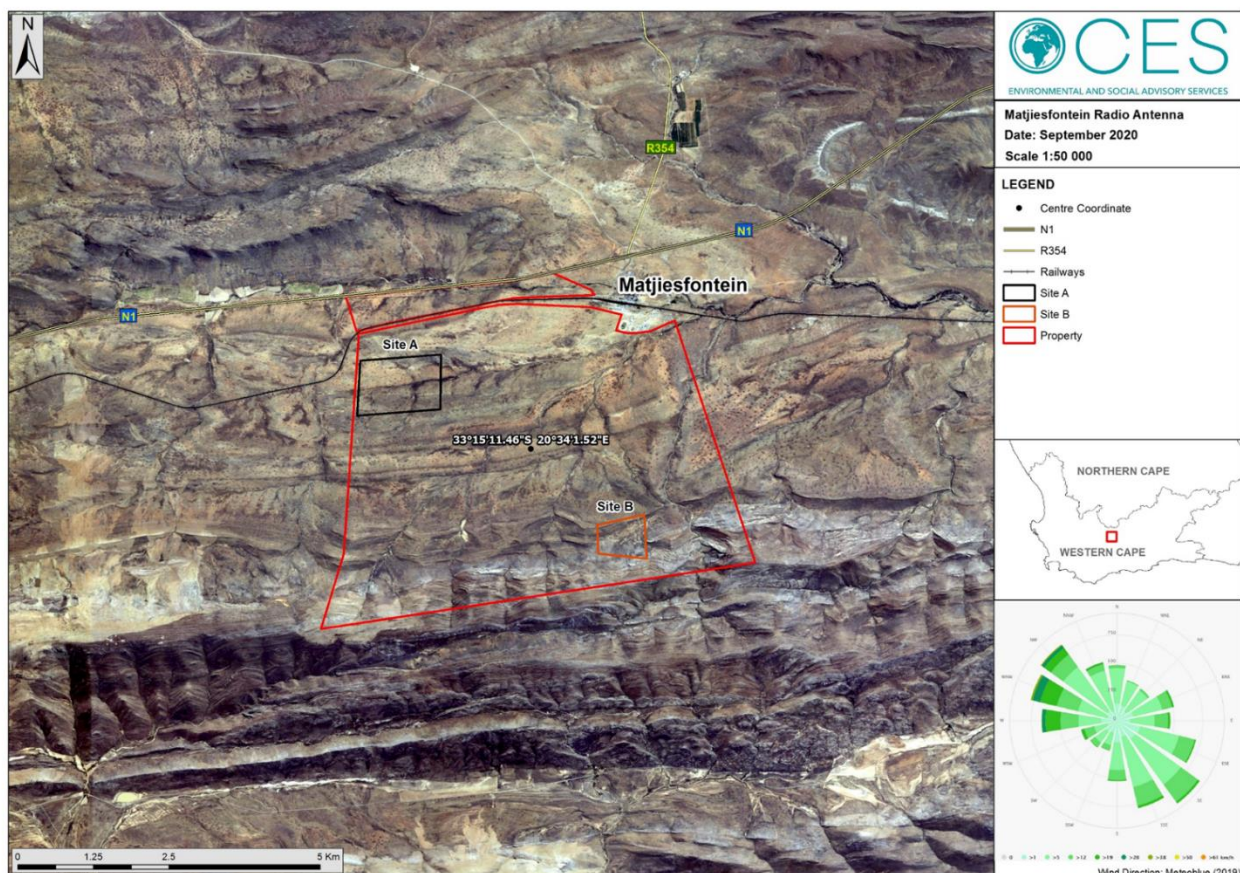 N
R354
N1
Matjiesfontein
N1
Site A
33°15'11.46"S 20°34'1.52"E
Site B
0 1.25 2.5 5 Km
CES
ENVIRONMENTAL AND SOCIAL ADVISORY SERVICES
Matjiesfontein Radio Antenna
Date: September 2020
Scale 1:50 000
LEGEND
Centre Coordinate
N1
R354
Railways
Site A
Site B
Property
NORTHERN CAPE
WESTERN CAPE
Wind Direction: Meteoblue (2019)